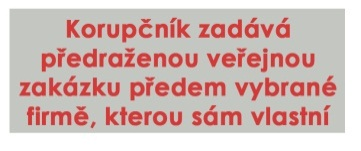 Korupčník zadává
předraženou veřejnou
zakázku předem vybrané
firmě, kterou sám vlastní